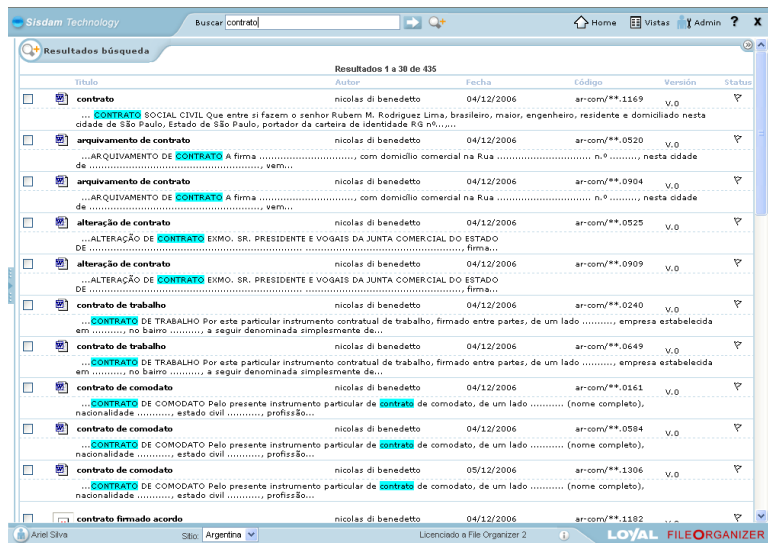 Sisdam Technology Buscar contrato Home Vistas Admin ? X
Resultados búsqueda
Resultados 1 a 30 de 435
Titulo Autor Fecha Código Versión Status
contrato nicolas di benedetto 04/12/2006 ar-com/**.1169 V.0
... CONTRATO SOCIAL CIVIL Que entre si fazem o senhor Rubem M. Rodriguez Lima, brasileiro, maior, engenheiro, residente e domiciliado nesta
cidade de São Paulo, Estado de São Paulo, portador da carteira de identidade RG nº...,...
arquivamento de contrato nicolas di benedetto 04/12/2006 ar-com/**.0520 V.0
...ARQUIVAMENTO DE CONTRATO A firma ..............................., com domicílio comercial na Rua ............................... n.º ........., nesta cidade
de ........................................................, vem...
arquivamento de contrato nicolas di benedetto 04/12/2006 ar-com/**.0904 V.0
...ARQUIVAMENTO DE CONTRATO A firma ..............................., com domicílio comercial na Rua ............................... n.º ........., nesta cidade
de ........................................................, vem...
alteração de contrato nicolas di benedetto 04/12/2006 ar-com/**.0525 V.0
...ALTERAÇÃO DE CONTRATO EXMO. SR. PRESIDENTE E VOGAIS DA JUNTA COMERCIAL DO ESTADO
DE ........................................................ ..........................................., firma...
alteração de contrato nicolas di benedetto 04/12/2006 ar-com/**.0909 V.0
...ALTERAÇÃO DE CONTRATO EXMO. SR. PRESIDENTE E VOGAIS DA JUNTA COMERCIAL DO ESTADO
DE ........................................................ ..........................................., firma...
contrato de trabalho nicolas di benedetto 04/12/2006 ar-com/**.0240 V.0
...CONTRATO DE TRABALHO Por este particular instrumento contratual de trabalho, firmado entre partes, de um lado .........., empresa estabelecida
em .........., no bairro .........., a seguir denominada simplesmente de...
contrato de trabalho nicolas di benedetto 04/12/2006 ar-com/**.0649 V.0
...CONTRATO DE TRABALHO Por este particular instrumento contratual de trabalho, firmado entre partes, de um lado .........., empresa estabelecida
em .........., no bairro .........., a seguir denominada simplesmente de...
contrato de comodato nicolas di benedetto 04/12/2006 ar-com/**.0161 V.0
...CONTRATO DE COMODATO Pelo presente instrumento particular de contrato de comodato, de um lado .......... (nome completo),
nacionalidade ..........., estado civil ..........., profissão...
contrato de comodato nicolas di benedetto 04/12/2006 ar-com/**.0584 V.0
...CONTRATO DE COMODATO Pelo presente instrumento particular de contrato de comodato, de um lado .......... (nome completo),
nacionalidade ..........., estado civil ..........., profissão...
contrato de comodato nicolas di benedetto 05/12/2006 ar-com/**.1306 V.0
...CONTRATO DE COMODATO Pelo presente instrumento particular de contrato de comodato, de um lado .......... (nome completo),
nacionalidade ..........., estado civil ..........., profissão...
contrato firmado acordo nicolas di benedetto 04/12/2006 ar-com/**.1182 V.0
Ariel Silva Sitio: Argentina Licenciado a File Organizer 2 LOYAL FILEORGANIZER